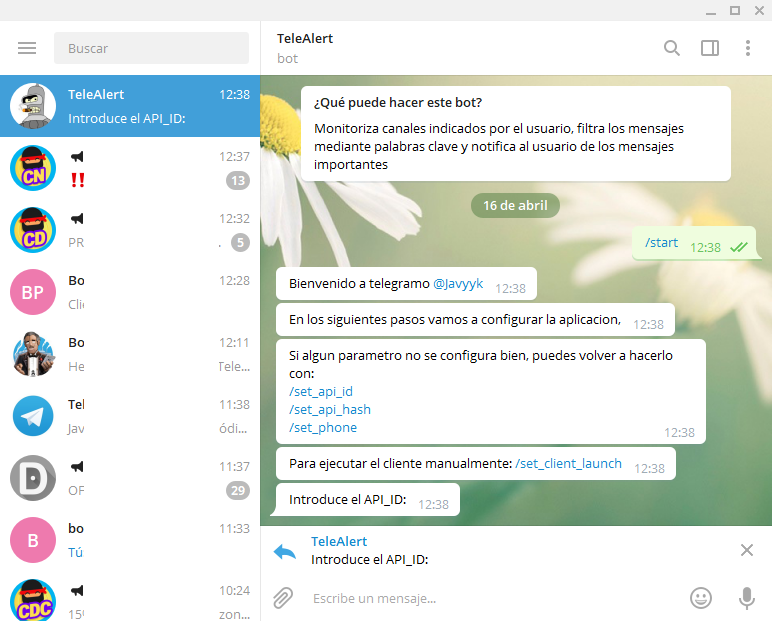 Buscar
TeleAlert
bot
TeleAlert 12:38
Introduce el API_ID:
CN
12:37
!!
13
CD
12:32
PR
5
BP
Bo 12:28
Clie
Bo 12:11
He Tele...
Tel 11:38
Jav ódi...
11:37
OF
29
B
bo 11:33
Tú
CDC
10:24
15º zon...
¿Qué puede hacer este bot?
Monitoriza canales indicados por el usuario, filtra los mensajes
mediante palabras clave y notifica al usuario de los mensajes
importantes
16 de abril
/start 12:38
Bienvenido a telegramo @Javyyk 12:38
En los siguientes pasos vamos a configurar la aplicacion, 12:38
Si algun parametro no se configura bien, puedes volver a hacerlo
con:
/set_api_id
/set_api_hash
/set_phone
12:38
Para ejecutar el cliente manualmente: /set_client_launch 12:38
Introduce el API_ID: 12:38
TeleAlert
Introduce el API_ID:
Escribe un mensaje...